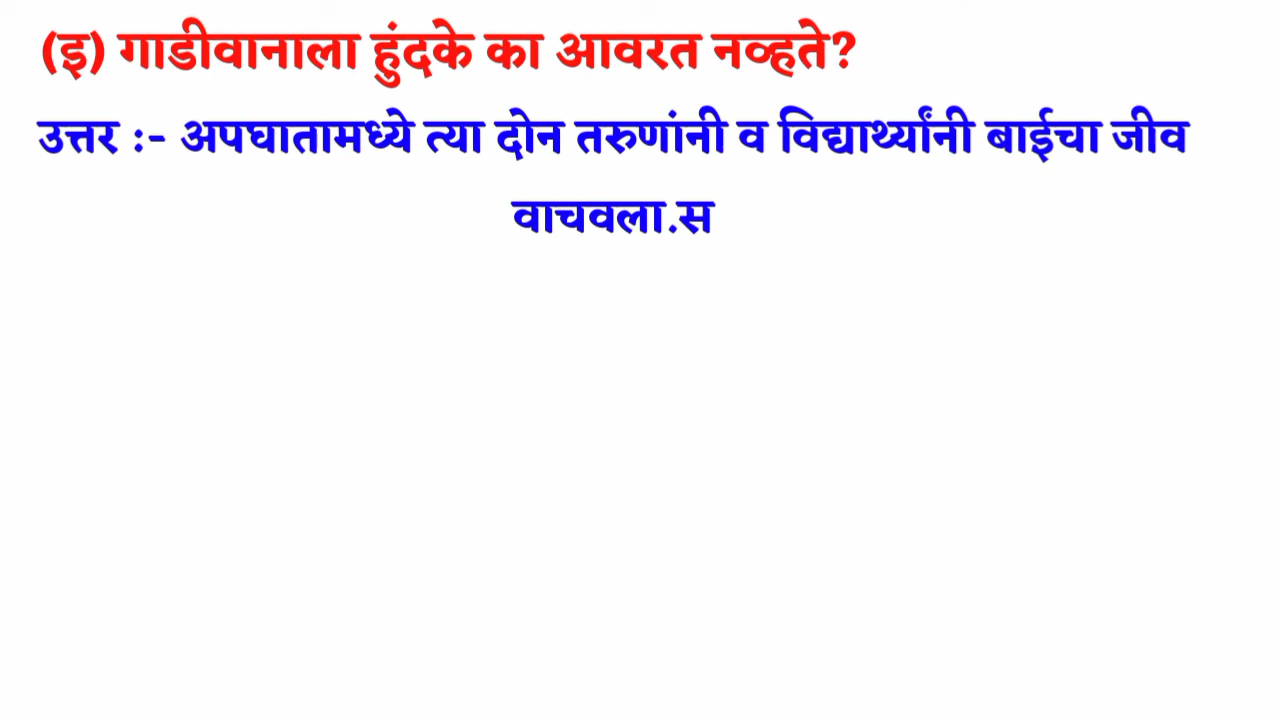 (इ) गाडीवानाला हुंदके का आवरत नव्हते?
उत्तर :- अपघातामध्ये त्या दोन तरुणांनी व विद्यार्थ्यांनी बाईचा जीव
वाचवला.स